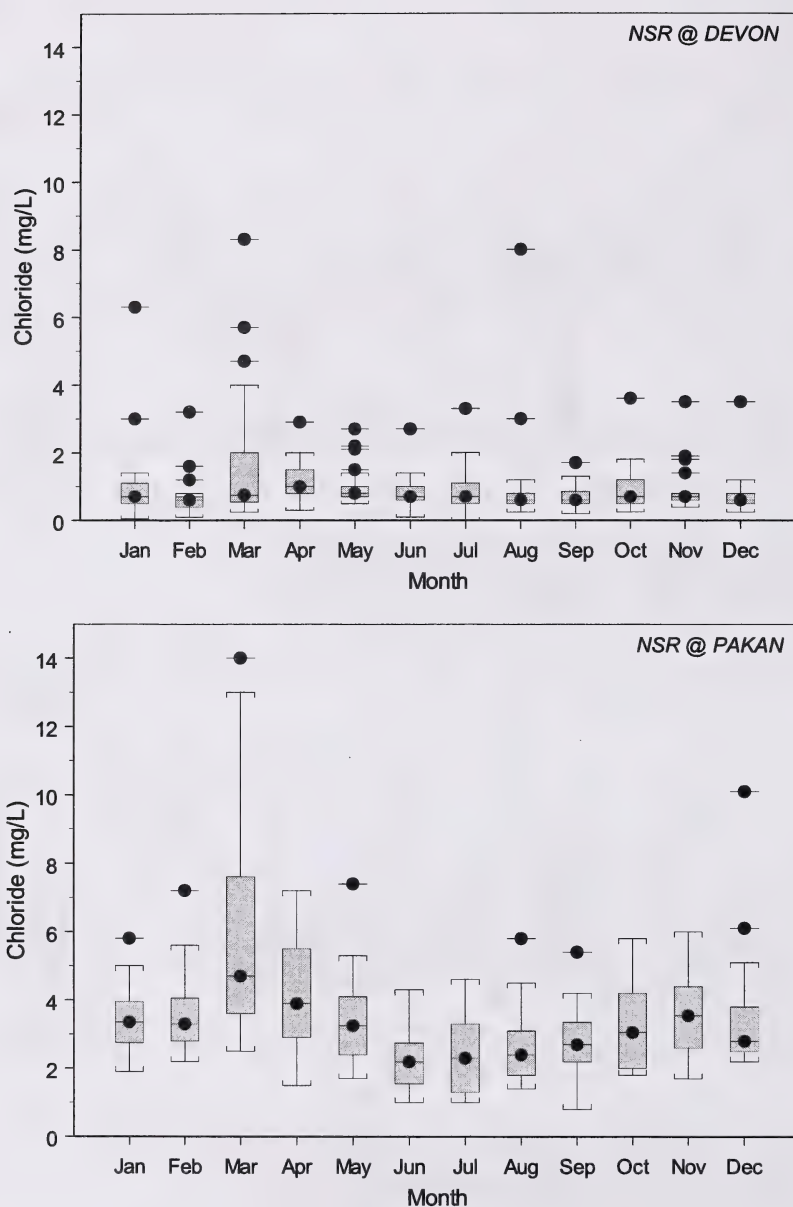 NSR @ DEVON
14
12
10
8
6
4
2
0
Chloride (mg/L)
Jan Feb Mar Apr May Jun Jul Aug Sep Oct Nov Dec
Month
NSR @ PAKAN
14
12
10
8
6
4
2
0
Chloride (mg/L)
Jan Feb Mar Apr May Jun Jul Aug Sep Oct Nov Dec
Month